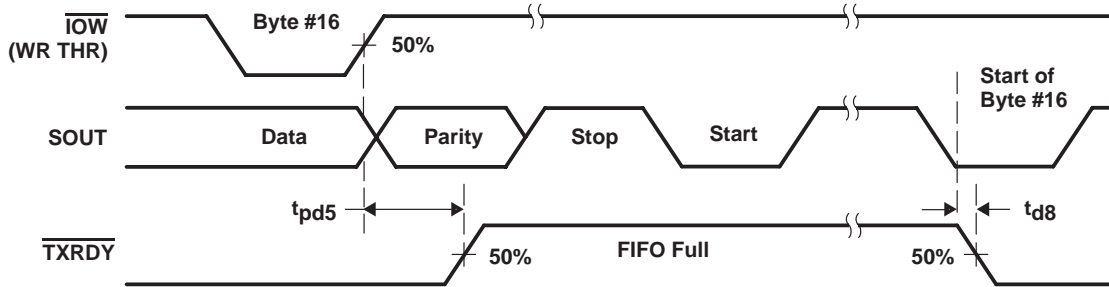 IOW
(WR THR)
Byte #16
50%
Start of
Byte #16
SOUT
Data
Parity
Stop
Start
tpd5
td8
TXRDY
50%
FIFO Full
50%